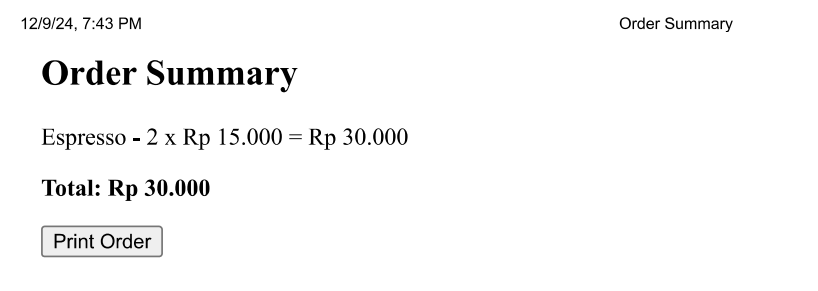 12/9/24, 7:43 PM Order Summary
Order Summary
Espresso - 2 x Rp 15.000 = Rp 30.000
Total: Rp 30.000
Print Order